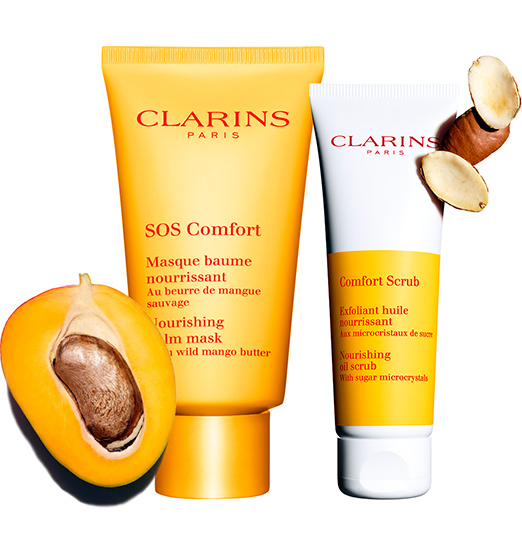 CLARINS
PARIS
SOS Comfort
Masque baume
nourrissant
Au beurre de mangue
sauvage
Nourishing
balm mask
wild mango butter
CLARINS
PARIS
Comfort Scrub
Exfoliant huile
nourrissant
Aux microcristaux de sucre
Nourishing
oil scrub
With sugar microcrystals